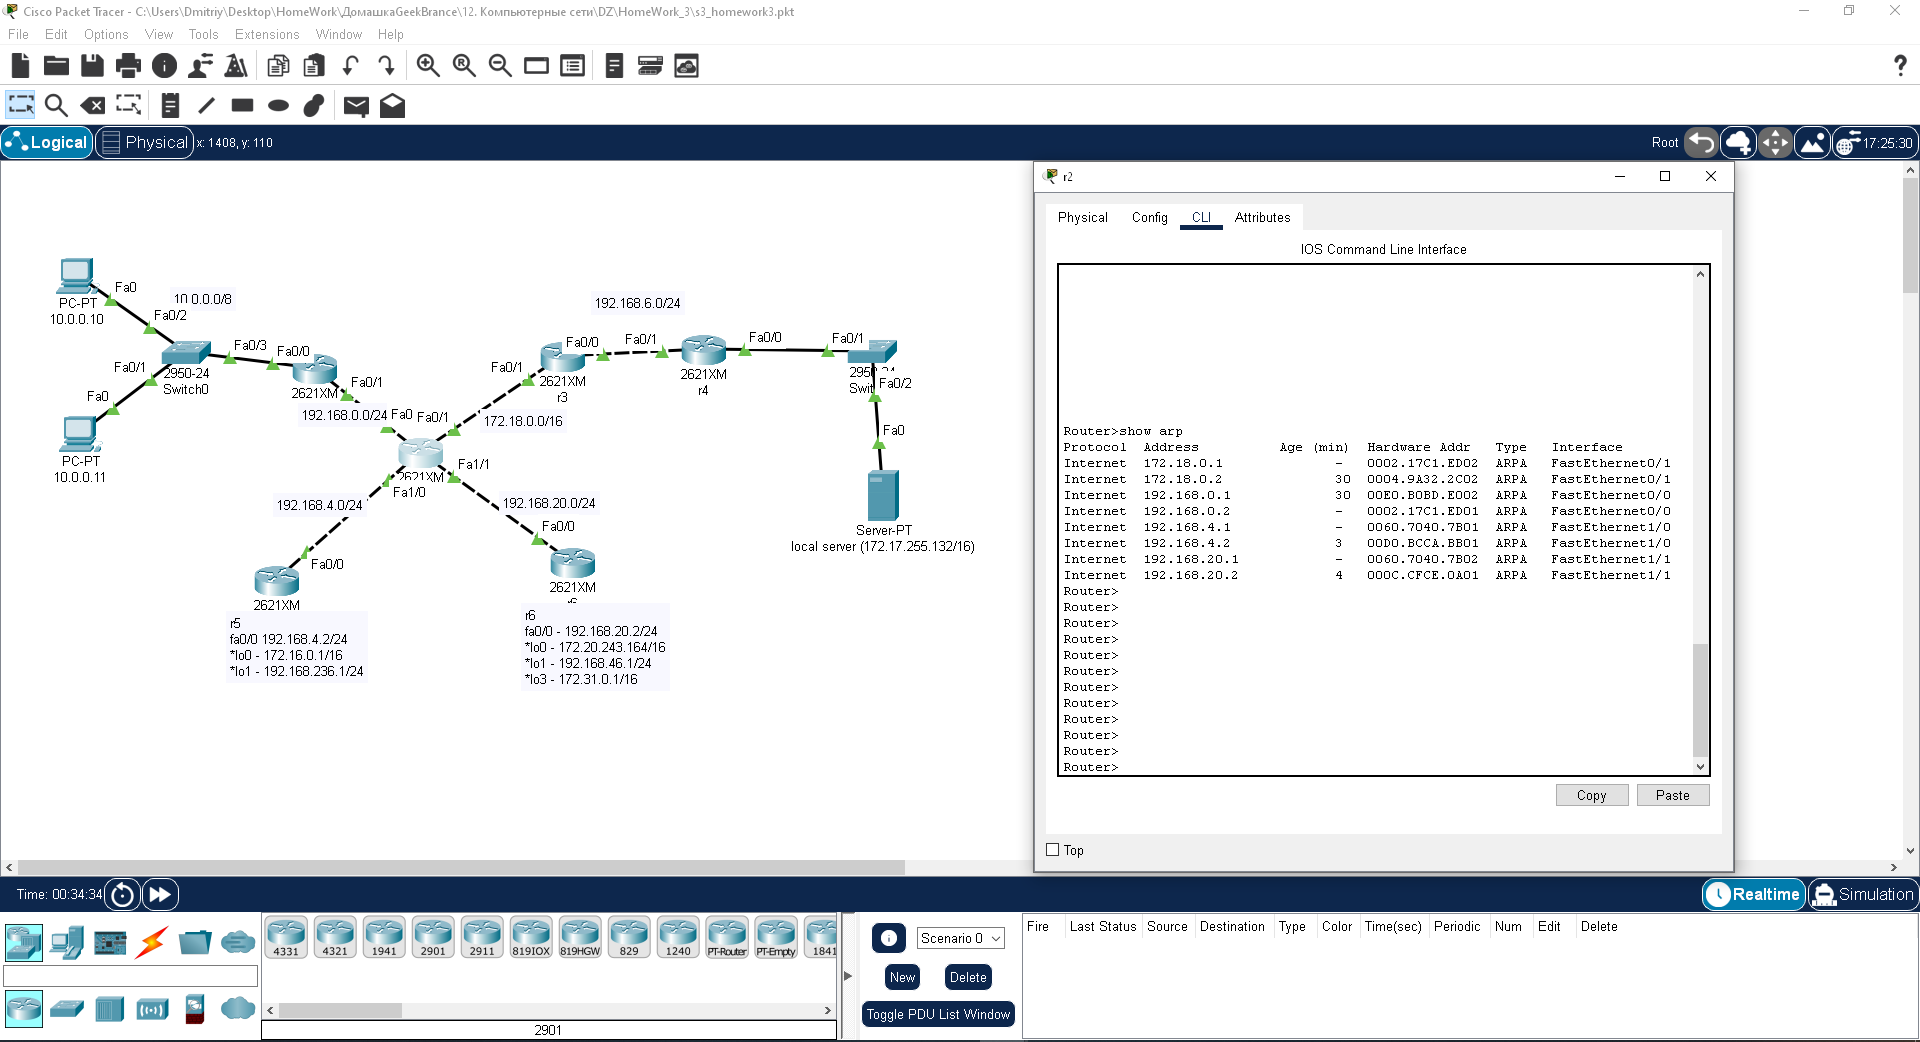 Cisco Packet Tracer - C:\Users\Dmitriy\Desktop\HomeWork\ДомашкаGeekBrance\12. Компьютерные сети\DZ\HomeWork_3\s3_homework3.pkt
File Edit Options View Tools Extensions Window Help
Logical Physical x: 1408, y: 110 Root 17:25:30
PC-PT
10.0.0.10
Fa0
10.0.0.0/8
Fa0/2
Fa0/3
Fa0/0
Fa0/1
2950-24
Switch0
Fa0
PC-PT
10.0.0.11
2621XM
Fa0/1
192.168.0.0/24
Fa0
Fa0/1
172.18.0.0/16
Fa0/1
192.168.6.0/24
Fa0/0
2621XM
r3
Fa0/1
2621XM
r4
Fa0/0
Fa0/1
Fa0/2
Fa0
Server-PT
local server (172.17.255.132/16)
2621XM
Fa1/1
Fa1/0
192.168.4.0/24
192.168.20.0/24
Fa0/0
2621XM
r6
Fa0/0
2621XM
r5
fa0/0 192.168.4.2/24
*lo0 - 172.16.0.1/16
*lo1 - 192.168.236.1/24
r6
fa0/0 - 192.168.20.2/24
*lo0 - 172.20.243.164/16
*lo1 - 192.168.46.1/24
*lo3 - 172.31.0.1/16
r2
Physical Config CLI Attributes
IOS Command Line Interface
Router>show arp
Protocol Address Age (min) Hardware Addr Type Interface
Internet 172.18.0.1 - 0002.17C1.ED02 ARPA FastEthernet0/1
Internet 172.18.0.2 30 0004.9A32.2C02 ARPA FastEthernet0/1
Internet 192.168.0.1 30 00E0.B0BD.E002 ARPA FastEthernet0/0
Internet 192.168.0.2 - 0002.17C1.ED01 ARPA FastEthernet0/0
Internet 192.168.4.1 - 0060.7040.7B01 ARPA FastEthernet1/0
Internet 192.168.4.2 3 00D0.BCCA.BB01 ARPA FastEthernet1/0
Internet 192.168.20.1 - 0060.7040.7B02 ARPA FastEthernet1/1
Internet 192.168.20.2 4 000C.CFCE.0A01 ARPA FastEthernet1/1
Router>
Router>
Router>
Router>
Router>
Router>
Router>
Router>
Router>
Router>
Router>
Router>
Copy Paste
Top
Time: 00:34:34 Realtime Simulation
4331 4321 1941 2901 2911 819IOX 819HGW 829 1240 PT-Router PT-Empty 1841
2901
Scenario 0
New Delete
Toggle PDU List Window
Fire Last Status Source Destination Type Color Time(sec) Periodic Num Edit Delete